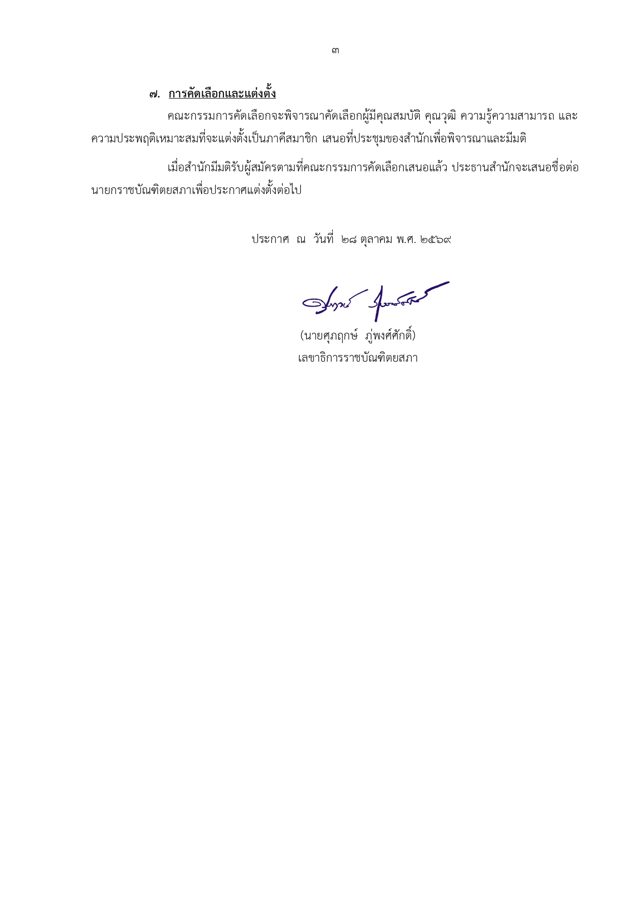 ๓
๗. การคัดเลือกและแต่งตั้ง
คณะกรรมการคัดเลือกจะพิจารณาคัดเลือกผู้มีคุณสมบัติ คุณวุฒิ ความรู้ความสามารถ และ
ความประพฤติเหมาะสมที่จะแต่งตั้งเป็นภาคีสมาชิก เสนอที่ประชุมของสำนักเพื่อพิจารณาและมีมติ
เมื่อสำนักมีมติรับผู้สมัครตามที่คณะกรรมการคัดเลือกเสนอแล้ว ประธานสำนักจะเสนอชื่อต่อ
นายกราชบัณฑิตยสภาเพื่อประกาศแต่งตั้งต่อไป
ประกาศ ณ วันที่ ๒๘ ตุลาคม พ.ศ. ๒๕๖๙
(นายศุภฤกษ์ ภู่พงศ์ศักดิ์)
เลขาธิการราชบัณฑิตยสภา